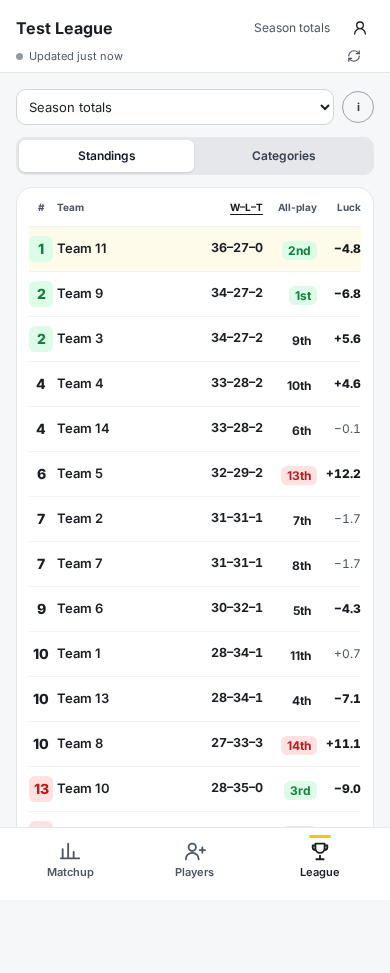 Test League
Season totals
Updated just now
Season totals
i
Standings
Categories
# Team W–L–T All-play Luck
1 Team 11 36–27–0 2nd −4.8
2 Team 9 34–27–2 1st −6.8
2 Team 3 34–27–2 9th +5.6
4 Team 4 33–28–2 10th +4.6
4 Team 14 33–28–2 6th −0.1
6 Team 5 32–29–2 13th +12.2
7 Team 2 31–31–1 7th −1.7
7 Team 7 31–31–1 8th −1.7
9 Team 6 30–32–1 5th −4.3
10 Team 1 28–34–1 11th +0.7
10 Team 13 28–34–1 4th −7.1
10 Team 8 27–33–3 14th +11.1
13 Team 10 28–35–0 3rd −9.0
Matchup
Players
League